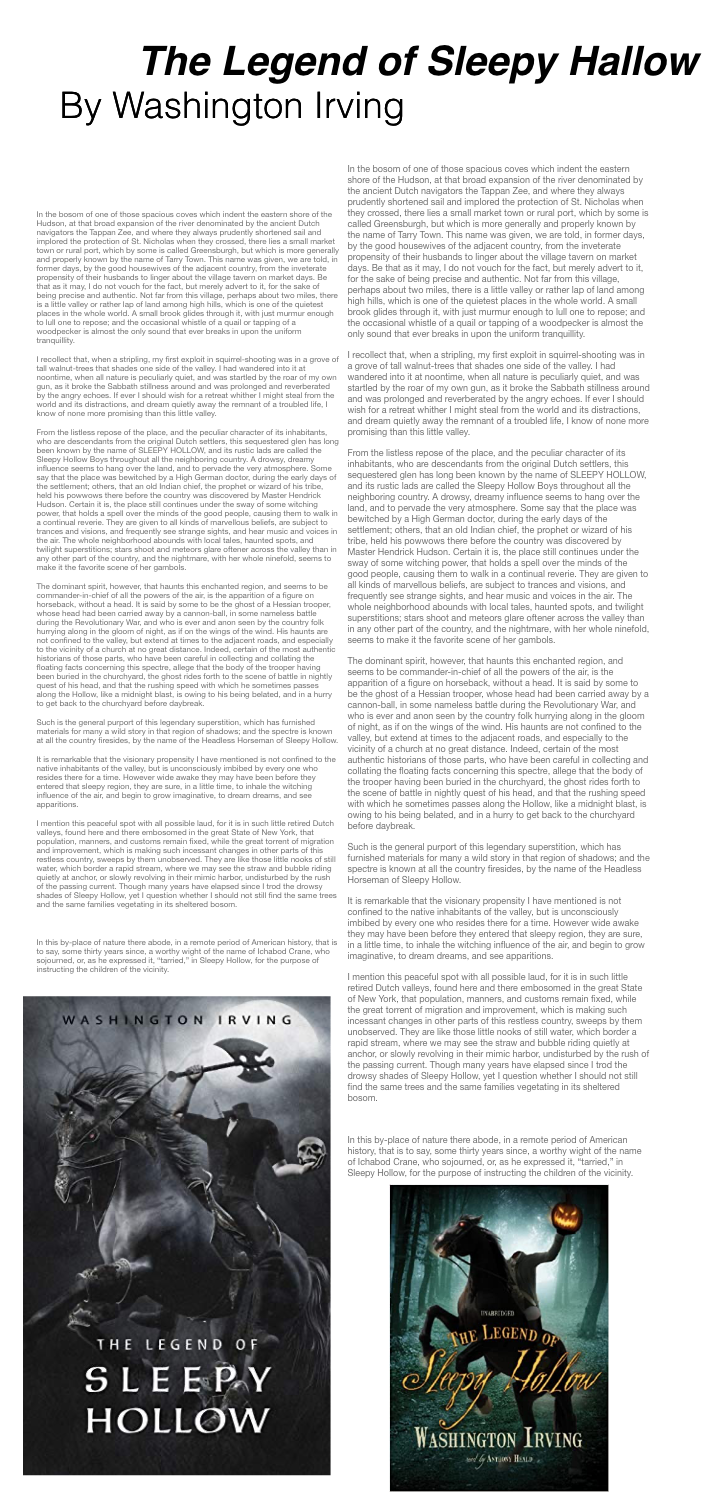 The Legend of Sleepy Hallow
By Washington Irving
In the bosom of one of those spacious coves which indent the eastern shore of the
Hudson, at that broad expansion of the river denominated by the ancient Dutch
navigators the Tappan Zee, and where they always prudently shortened sail and
implored the protection of St. Nicholas when they crossed, there lies a small market
town or rural port, which by some is called Greensburgh, but which is more generally
and properly known by the name of Tarry Town. This name was given, we are told, in
former days, by the good housewives of the adjacent country, from the inveterate
propensity of their husbands to linger about the village tavern on market days. Be
that as it may, I do not vouch for the fact, but merely advert to it, for the sake of
being precise and authentic. Not far from this village, perhaps about two miles, there
is a little valley or rather lap of land among high hills, which is one of the quietest
places in the whole world. A small brook glides through it, with just murmur enough
to lull one to repose; and the occasional whistle of a quail or tapping of a
woodpecker is almost the only sound that ever breaks in upon the uniform
tranquillity.
I recollect that, when a stripling, my first exploit in squirrel-shooting was in a grove of
tall walnut-trees that shades one side of the valley. I had wandered into it at
noontime, when all nature is peculiarly quiet, and was startled by the roar of my own
gun, as it broke the Sabbath stillness around and was prolonged and reverberated
by the angry echoes. If ever I should wish for a retreat whither I might steal from the
world and its distractions, and dream quietly away the remnant of a troubled life, I
know of none more promising than this little valley.
From the listless repose of the place, and the peculiar character of its inhabitants,
who are descendants from the original Dutch settlers, this sequestered glen has long
been known by the name of SLEEPY HOLLOW, and its rustic lads are called the
Sleepy Hollow Boys throughout all the neighboring country. A drowsy, dreamy
influence seems to hang over the land, and to pervade the very atmosphere. Some
say that the place was bewitched by a High German doctor, during the early days of
the settlement; others, that an old Indian chief, the prophet or wizard of his tribe,
held his powwows there before the country was discovered by Master Hendrick
Hudson. Certain it is, the place still continues under the sway of some witching
power, that holds a spell over the minds of the good people, causing them to walk in
a continual reverie. They are given to all kinds of marvellous beliefs, are subject to
trances and visions, and frequently see strange sights, and hear music and voices in
the air. The whole neighborhood abounds with local tales, haunted spots, and
twilight superstitions; stars shoot and meteors glare oftener across the valley than in
any other part of the country, and the nightmare, with her whole ninefold, seems to
make it the favorite scene of her gambols.
The dominant spirit, however, that haunts this enchanted region, and seems to be
commander-in-chief of all the powers of the air, is the apparition of a figure on
horseback, without a head. It is said by some to be the ghost of a Hessian trooper,
whose head had been carried away by a cannon-ball, in some nameless battle
during the Revolutionary War, and who is ever and anon seen by the country folk
hurrying along in the gloom of night, as if on the wings of the wind. His haunts are
not confined to the valley, but extend at times to the adjacent roads, and especially
to the vicinity of a church at no great distance. Indeed, certain of the most authentic
historians of those parts, who have been careful in collecting and collating the
floating facts concerning this spectre, allege that the body of the trooper having
been buried in the churchyard, the ghost rides forth to the scene of battle in nightly
quest of his head, and that the rushing speed with which he sometimes passes
along the Hollow, like a midnight blast, is owing to his being belated, and in a hurry
to get back to the churchyard before daybreak.
Such is the general purport of this legendary superstition, which has furnished
materials for many a wild story in that region of shadows; and the spectre is known
at all the country firesides, by the name of the Headless Horseman of Sleepy Hollow.
It is remarkable that the visionary propensity I have mentioned is not confined to the
native inhabitants of the valley, but is unconsciously imbibed by every one who
resides there for a time. However wide awake they may have been before they
entered that sleepy region, they are sure, in a little time, to inhale the witching
influence of the air, and begin to grow imaginative, to dream dreams, and see
apparitions.
I mention this peaceful spot with all possible laud, for it is in such little retired Dutch
valleys, found here and there embosomed in the great State of New York, that
population, manners, and customs remain fixed, while the great torrent of migration
and improvement, which is making such incessant changes in other parts of this
restless country, sweeps by them unobserved. They are like those little nooks of still
water, which border a rapid stream, where we may see the straw and bubble riding
quietly at anchor, or slowly revolving in their mimic harbor, undisturbed by the rush
of the passing current. Though many years have elapsed since I trod the drowsy
shades of Sleepy Hollow, yet I question whether I should not still find the same trees
and the same families vegetating in its sheltered bosom.
In this by-place of nature there abode, in a remote period of American history, that is
to say, some thirty years since, a worthy wight of the name of Ichabod Crane, who
sojourned, or, as he expressed it, “tarried,” in Sleepy Hollow, for the purpose of
instructing the children of the vicinity.
WASHINGTON IRVING
THE LEGEND OF
SLEEPY
HOLLOW
In the bosom of one of those spacious coves which indent the eastern
shore of the Hudson, at that broad expansion of the river denominated by
the ancient Dutch navigators the Tappan Zee, and where they always
prudently shortened sail and implored the protection of St. Nicholas when
they crossed, there lies a small market town or rural port, which by some is
called Greensburgh, but which is more generally and properly known by
the name of Tarry Town. This name was given, we are told, in former days,
by the good housewives of the adjacent country, from the inveterate
propensity of their husbands to linger about the village tavern on market
days. Be that as it may, I do not vouch for the fact, but merely advert to it,
for the sake of being precise and authentic. Not far from this village,
perhaps about two miles, there is a little valley or rather lap of land among
high hills, which is one of the quietest places in the whole world. A small
brook glides through it, with just murmur enough to lull one to repose; and
the occasional whistle of a quail or tapping of a woodpecker is almost the
only sound that ever breaks in upon the uniform tranquillity.
I recollect that, when a stripling, my first exploit in squirrel-shooting was in
a grove of tall walnut-trees that shades one side of the valley. I had
wandered into it at noontime, when all nature is peculiarly quiet, and was
startled by the roar of my own gun, as it broke the Sabbath stillness around
and was prolonged and reverberated by the angry echoes. If ever I should
wish for a retreat whither I might steal from the world and its distractions,
and dream quietly away the remnant of a troubled life, I know of none more
promising than this little valley.
From the listless repose of the place, and the peculiar character of its
inhabitants, who are descendants from the original Dutch settlers, this
sequestered glen has long been known by the name of SLEEPY HOLLOW,
and its rustic lads are called the Sleepy Hollow Boys throughout all the
neighboring country. A drowsy, dreamy influence seems to hang over the
land, and to pervade the very atmosphere. Some say that the place was
bewitched by a High German doctor, during the early days of the
settlement; others, that an old Indian chief, the prophet or wizard of his
tribe, held his powwows there before the country was discovered by
Master Hendrick Hudson. Certain it is, the place still continues under the
sway of some witching power, that holds a spell over the minds of the
good people, causing them to walk in a continual reverie. They are given to
all kinds of marvellous beliefs, are subject to trances and visions, and
frequently see strange sights, and hear music and voices in the air. The
whole neighborhood abounds with local tales, haunted spots, and twilight
superstitions; stars shoot and meteors glare oftener across the valley than
in any other part of the country, and the nightmare, with her whole ninefold,
seems to make it the favorite scene of her gambols.
The dominant spirit, however, that haunts this enchanted region, and
seems to be commander-in-chief of all the powers of the air, is the
apparition of a figure on horseback, without a head. It is said by some to
be the ghost of a Hessian trooper, whose head had been carried away by a
cannon-ball, in some nameless battle during the Revolutionary War, and
who is ever and anon seen by the country folk hurrying along in the gloom
of night, as if on the wings of the wind. His haunts are not confined to the
valley, but extend at times to the adjacent roads, and especially to the
vicinity of a church at no great distance. Indeed, certain of the most
authentic historians of those parts, who have been careful in collecting and
collating the floating facts concerning this spectre, allege that the body of
the trooper having been buried in the churchyard, the ghost rides forth to
the scene of battle in nightly quest of his head, and that the rushing speed
with which he sometimes passes along the Hollow, like a midnight blast, is
owing to his being belated, and in a hurry to get back to the churchyard
before daybreak.
Such is the general purport of this legendary superstition, which has
furnished materials for many a wild story in that region of shadows; and the
spectre is known at all the country firesides, by the name of the Headless
Horseman of Sleepy Hollow.
It is remarkable that the visionary propensity I have mentioned is not
confined to the native inhabitants of the valley, but is unconsciously
imbibed by every one who resides there for a time. However wide awake
they may have been before they entered that sleepy region, they are sure,
in a little time, to inhale the witching influence of the air, and begin to grow
imaginative, to dream dreams, and see apparitions.
I mention this peaceful spot with all possible laud, for it is in such little
retired Dutch valleys, found here and there embosomed in the great State
of New York, that population, manners, and customs remain fixed, while
the great torrent of migration and improvement, which is making such
incessant changes in other parts of this restless country, sweeps by them
unobserved. They are like those little nooks of still water, which border a
rapid stream, where we may see the straw and bubble riding quietly at
anchor, or slowly revolving in their mimic harbor, undisturbed by the rush of
the passing current. Though many years have elapsed since I trod the
drowsy shades of Sleepy Hollow, yet I question whether I should not still
find the same trees and the same families vegetating in its sheltered
bosom.
In this by-place of nature there abode, in a remote period of American
history, that is to say, some thirty years since, a worthy wight of the name
of Ichabod Crane, who sojourned, or, as he expressed it, “tarried,” in
Sleepy Hollow, for the purpose of instructing the children of the vicinity.
UNABRIDGED
THE LEGEND OF
Sleepy Hollow
WASHINGTON IRVING
read by ANTHONY HEALD